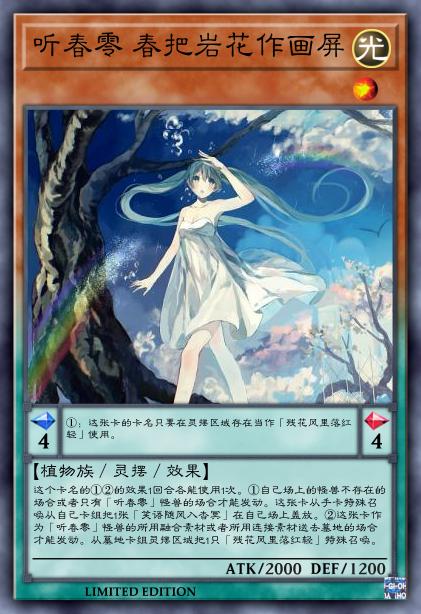 听春零 春把岩花作画屏
光
①：这张卡的卡名只要在灵摆区域存在当作「残花风里落红
轻」使用。
4
4
【植物族／灵摆／效果】
这个卡名的①②的效果1回合各能使用1次。①自己场上的怪兽不存在的
场合或者只有「听春零」怪兽的场合才能发动。这张卡从手卡特殊召
唤从自己卡组把1张「笑语随风入杏冥」在自己场上盖放。②这张卡作
为「听春零」怪兽的所用融合素材或者所用连接素材送去墓地的场合
才能发动。从墓地卡组灵摆区域把1只「残花风里落红轻」特殊召唤。
ATK/2000 DEF/1200
LIMITED EDITION